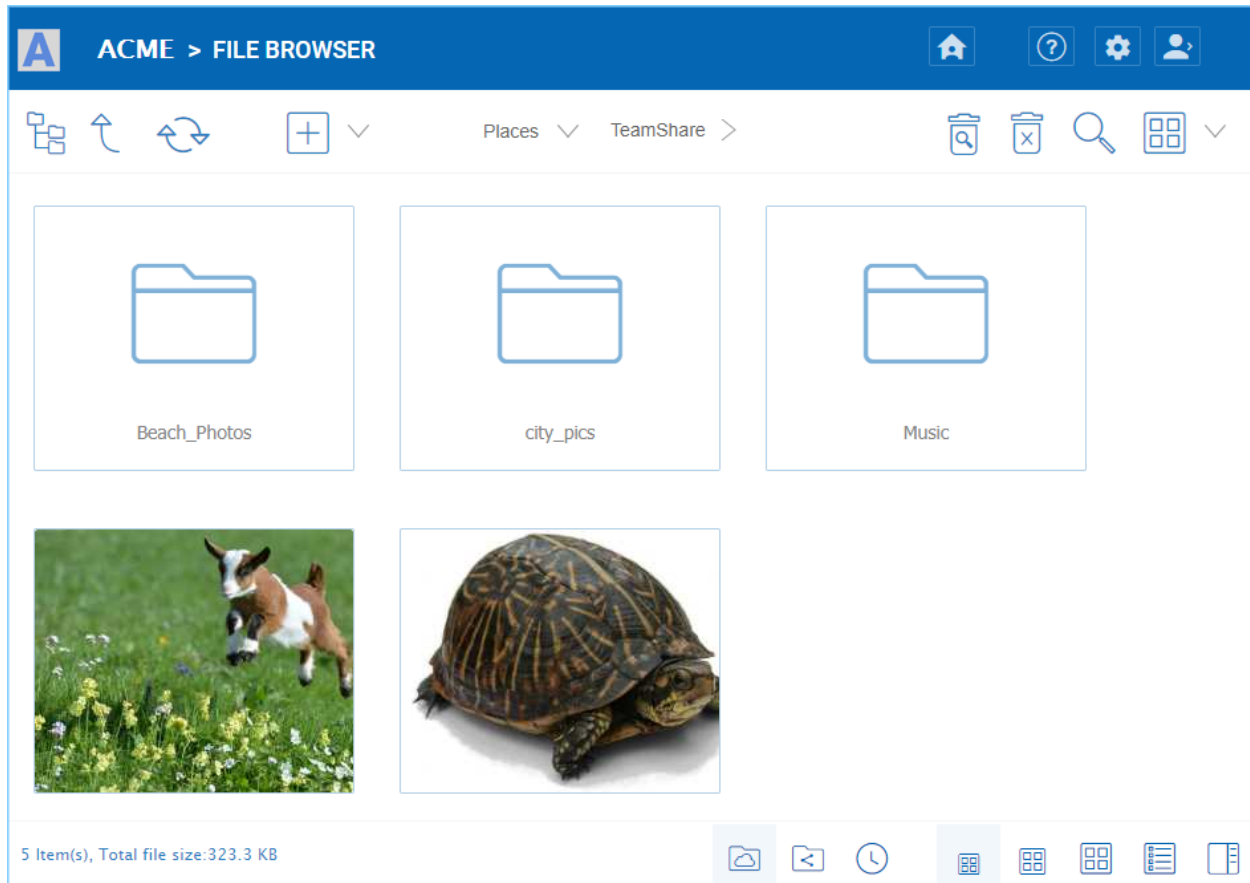 A ACME > FILE BROWSER
Places TeamShare
Beach_Photos city_pics Music
5 Item(s), Total file size:323.3 KB